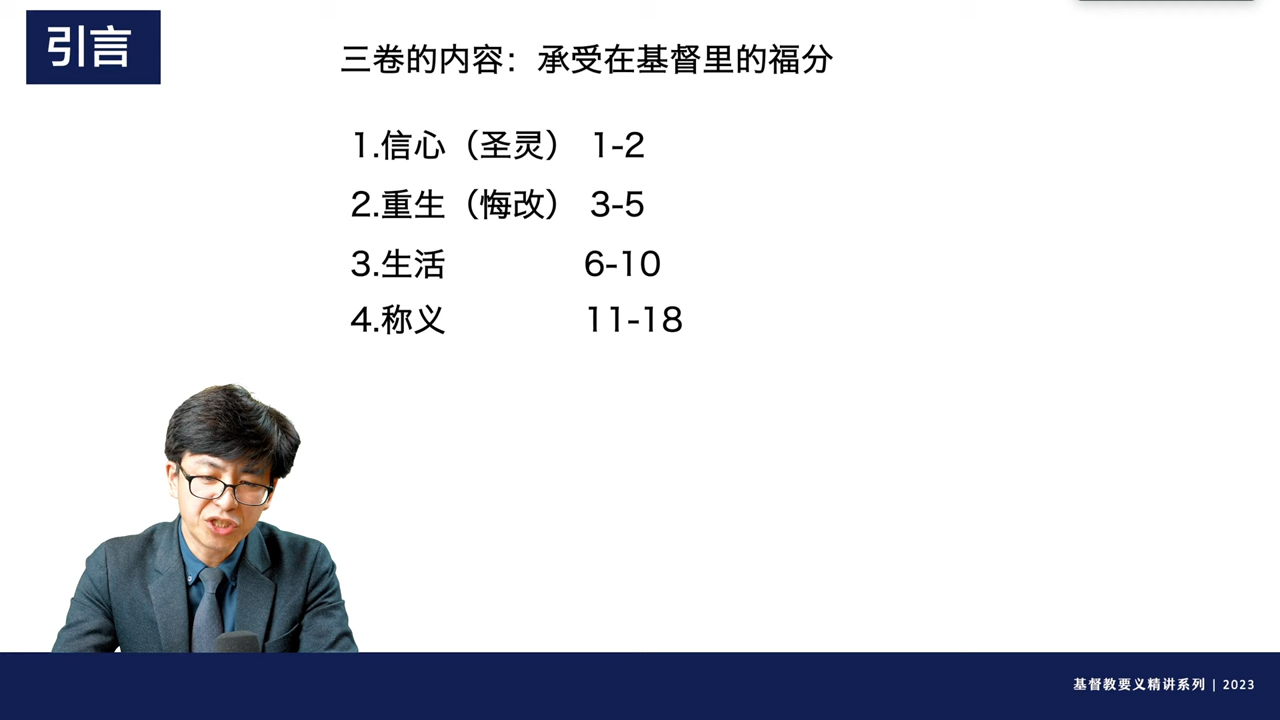 引言
三卷的内容：承受在基督里的福分
1.信心（圣灵） 1-2
2.重生（悔改） 3-5
3.生活 6-10
4.称义 11-18
基督教要义精讲系列 | 2023